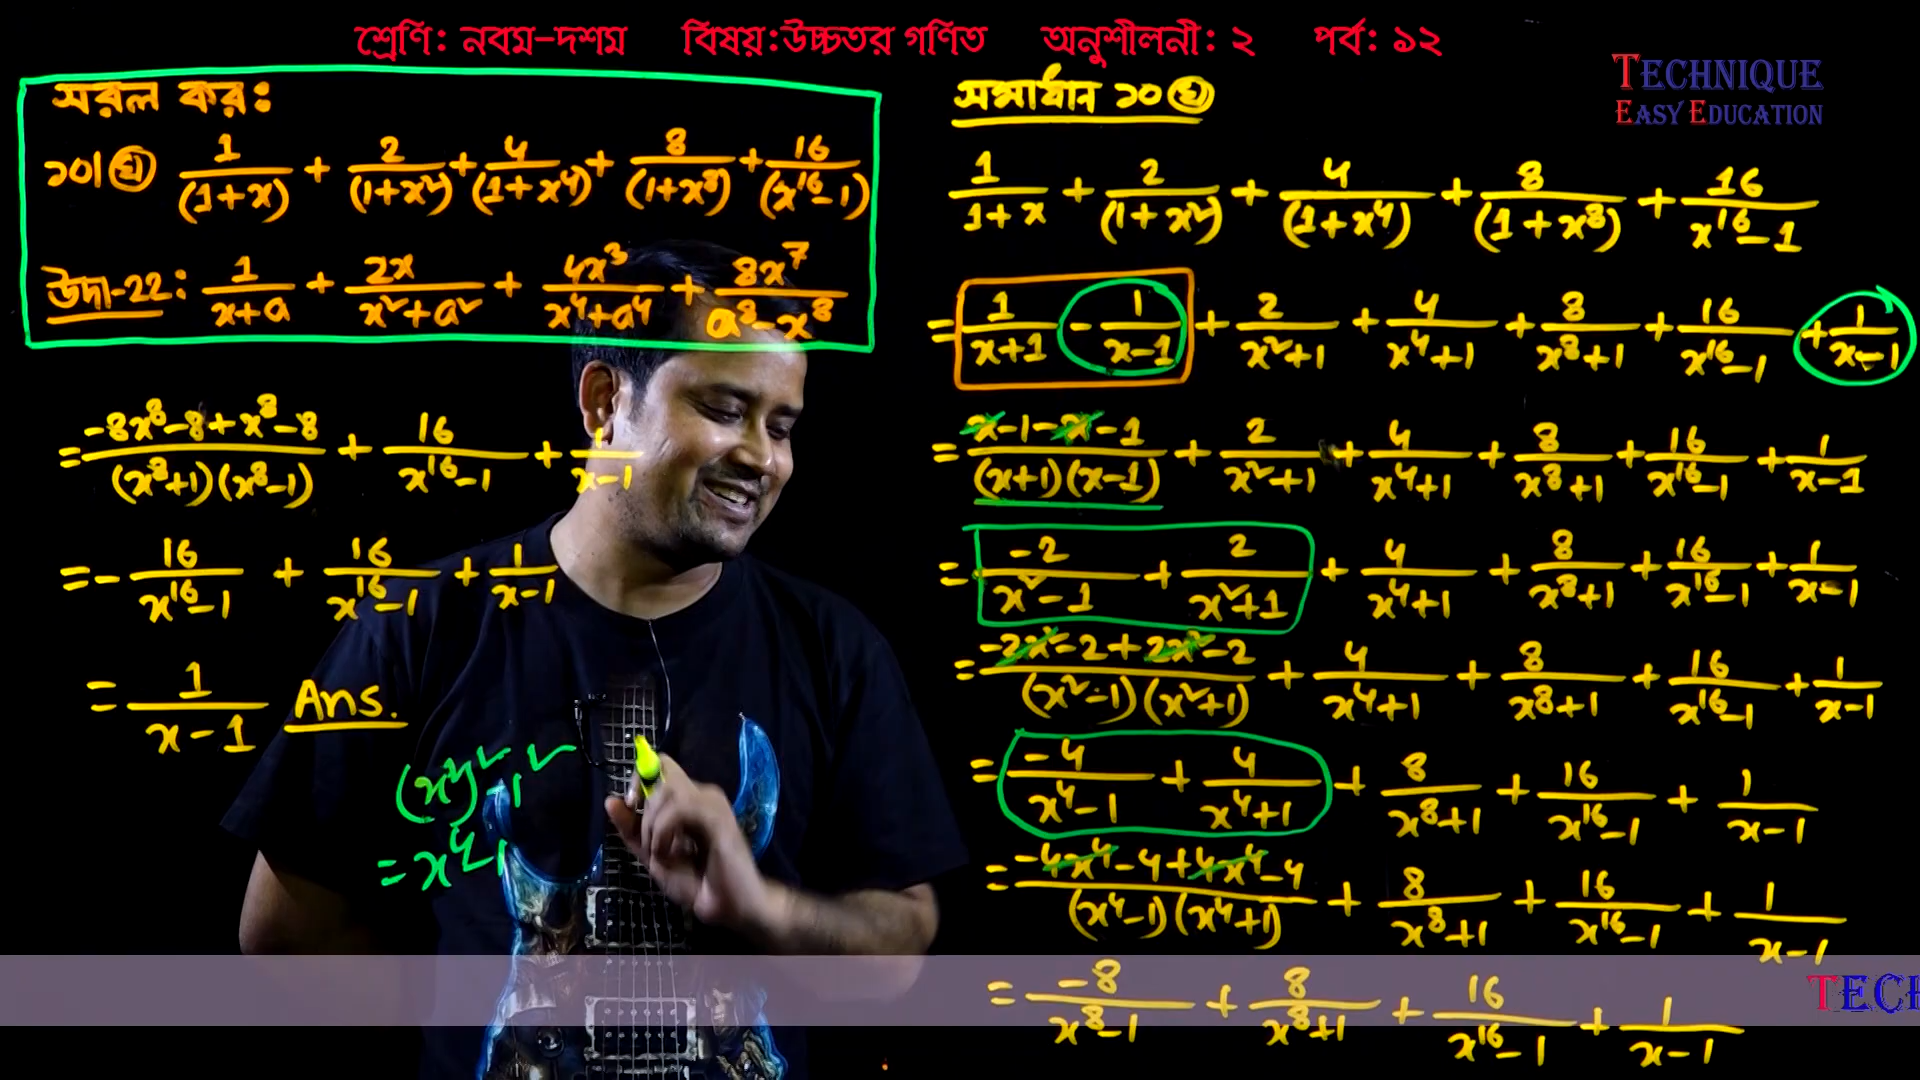 শ্রেণি: নবম-দশম বিষয়:উচ্চতর গণিত অনুশীলনী: ২ পর্ব: ১২
TECHNIQUE
EASY EDUCATION
সরল কর:
১০।ঘ 1/(1+x) + 2/(1+x²) + 4/(1+x⁴) + 8/(1+x⁸) + 16/(x¹⁶-1)
উদা-22: 1/(x+a) + 2x/(x²+a²) + 4x³/(x⁴+a⁴) + 8x⁷/(a⁸-x⁸)
= (-8x⁸-8+x⁸-8)/((x⁸+1)(x⁸-1)) + 16/(x¹⁶-1) + 1/(x-1)
= - 16/(x¹⁶-1) + 16/(x¹⁶-1) + 1/(x-1)
= 1/(x-1) Ans.
(x²)²-1²
= x⁴-1
সমাধান ১০ ঘ
1/(1+x) + 2/(1+x²) + 4/(1+x⁴) + 8/(1+x⁸) + 16/(x¹⁶-1)
= 1/(x+1) - 1/(x-1) + 2/(x²+1) + 4/(x⁴+1) + 8/(x⁸+1) + 16/(x¹⁶-1) + 1/(x-1)
= (x-1-x-1)/((x+1)(x-1)) + 2/(x²+1) + 4/(x⁴+1) + 8/(x⁸+1) + 16/(x¹⁶-1) + 1/(x-1)
= -2/(x²-1) + 2/(x²+1) + 4/(x⁴+1) + 8/(x⁸+1) + 16/(x¹⁶-1) + 1/(x-1)
= (-2x²-2+2x²-2)/((x²-1)(x²+1)) + 4/(x⁴+1) + 8/(x⁸+1) + 16/(x¹⁶-1) + 1/(x-1)
= -4/(x⁴-1) + 4/(x⁴+1) + 8/(x⁸+1) + 16/(x¹⁶-1) + 1/(x-1)
= (-4x⁴-4+4x⁴-4)/((x⁴-1)(x⁴+1)) + 8/(x⁸+1) + 16/(x¹⁶-1) + 1/(x-1)
= -8/(x⁸-1) + 8/(x⁸+1) + 16/(x¹⁶-1) + 1/(x-1)
TECH